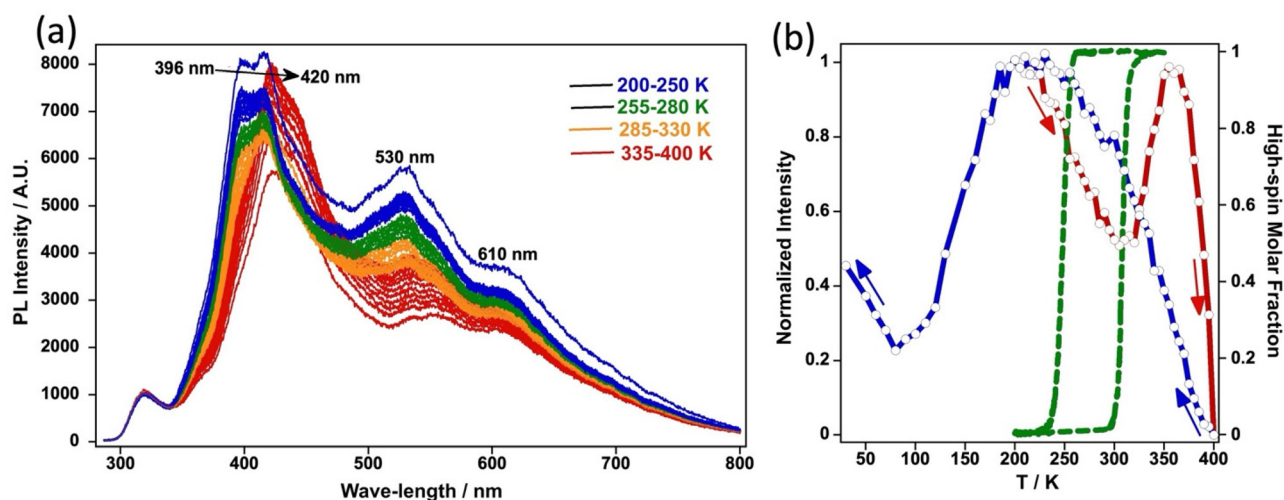 (a)
8000
7000
6000
5000
4000
3000
2000
1000
0
PL Intensity / A.U.
396 nm
420 nm
530 nm
610 nm
200-250 K
255-280 K
285-330 K
335-400 K
300
400
500
600
700
800
Wave-length / nm
(b)
1
0.8
0.6
0.4
0.2
0
Normalized Intensity
1
0.8
0.6
0.4
0.2
0
High-spin Molar Fraction
50
100
150
200
250
300
350
400
T / K